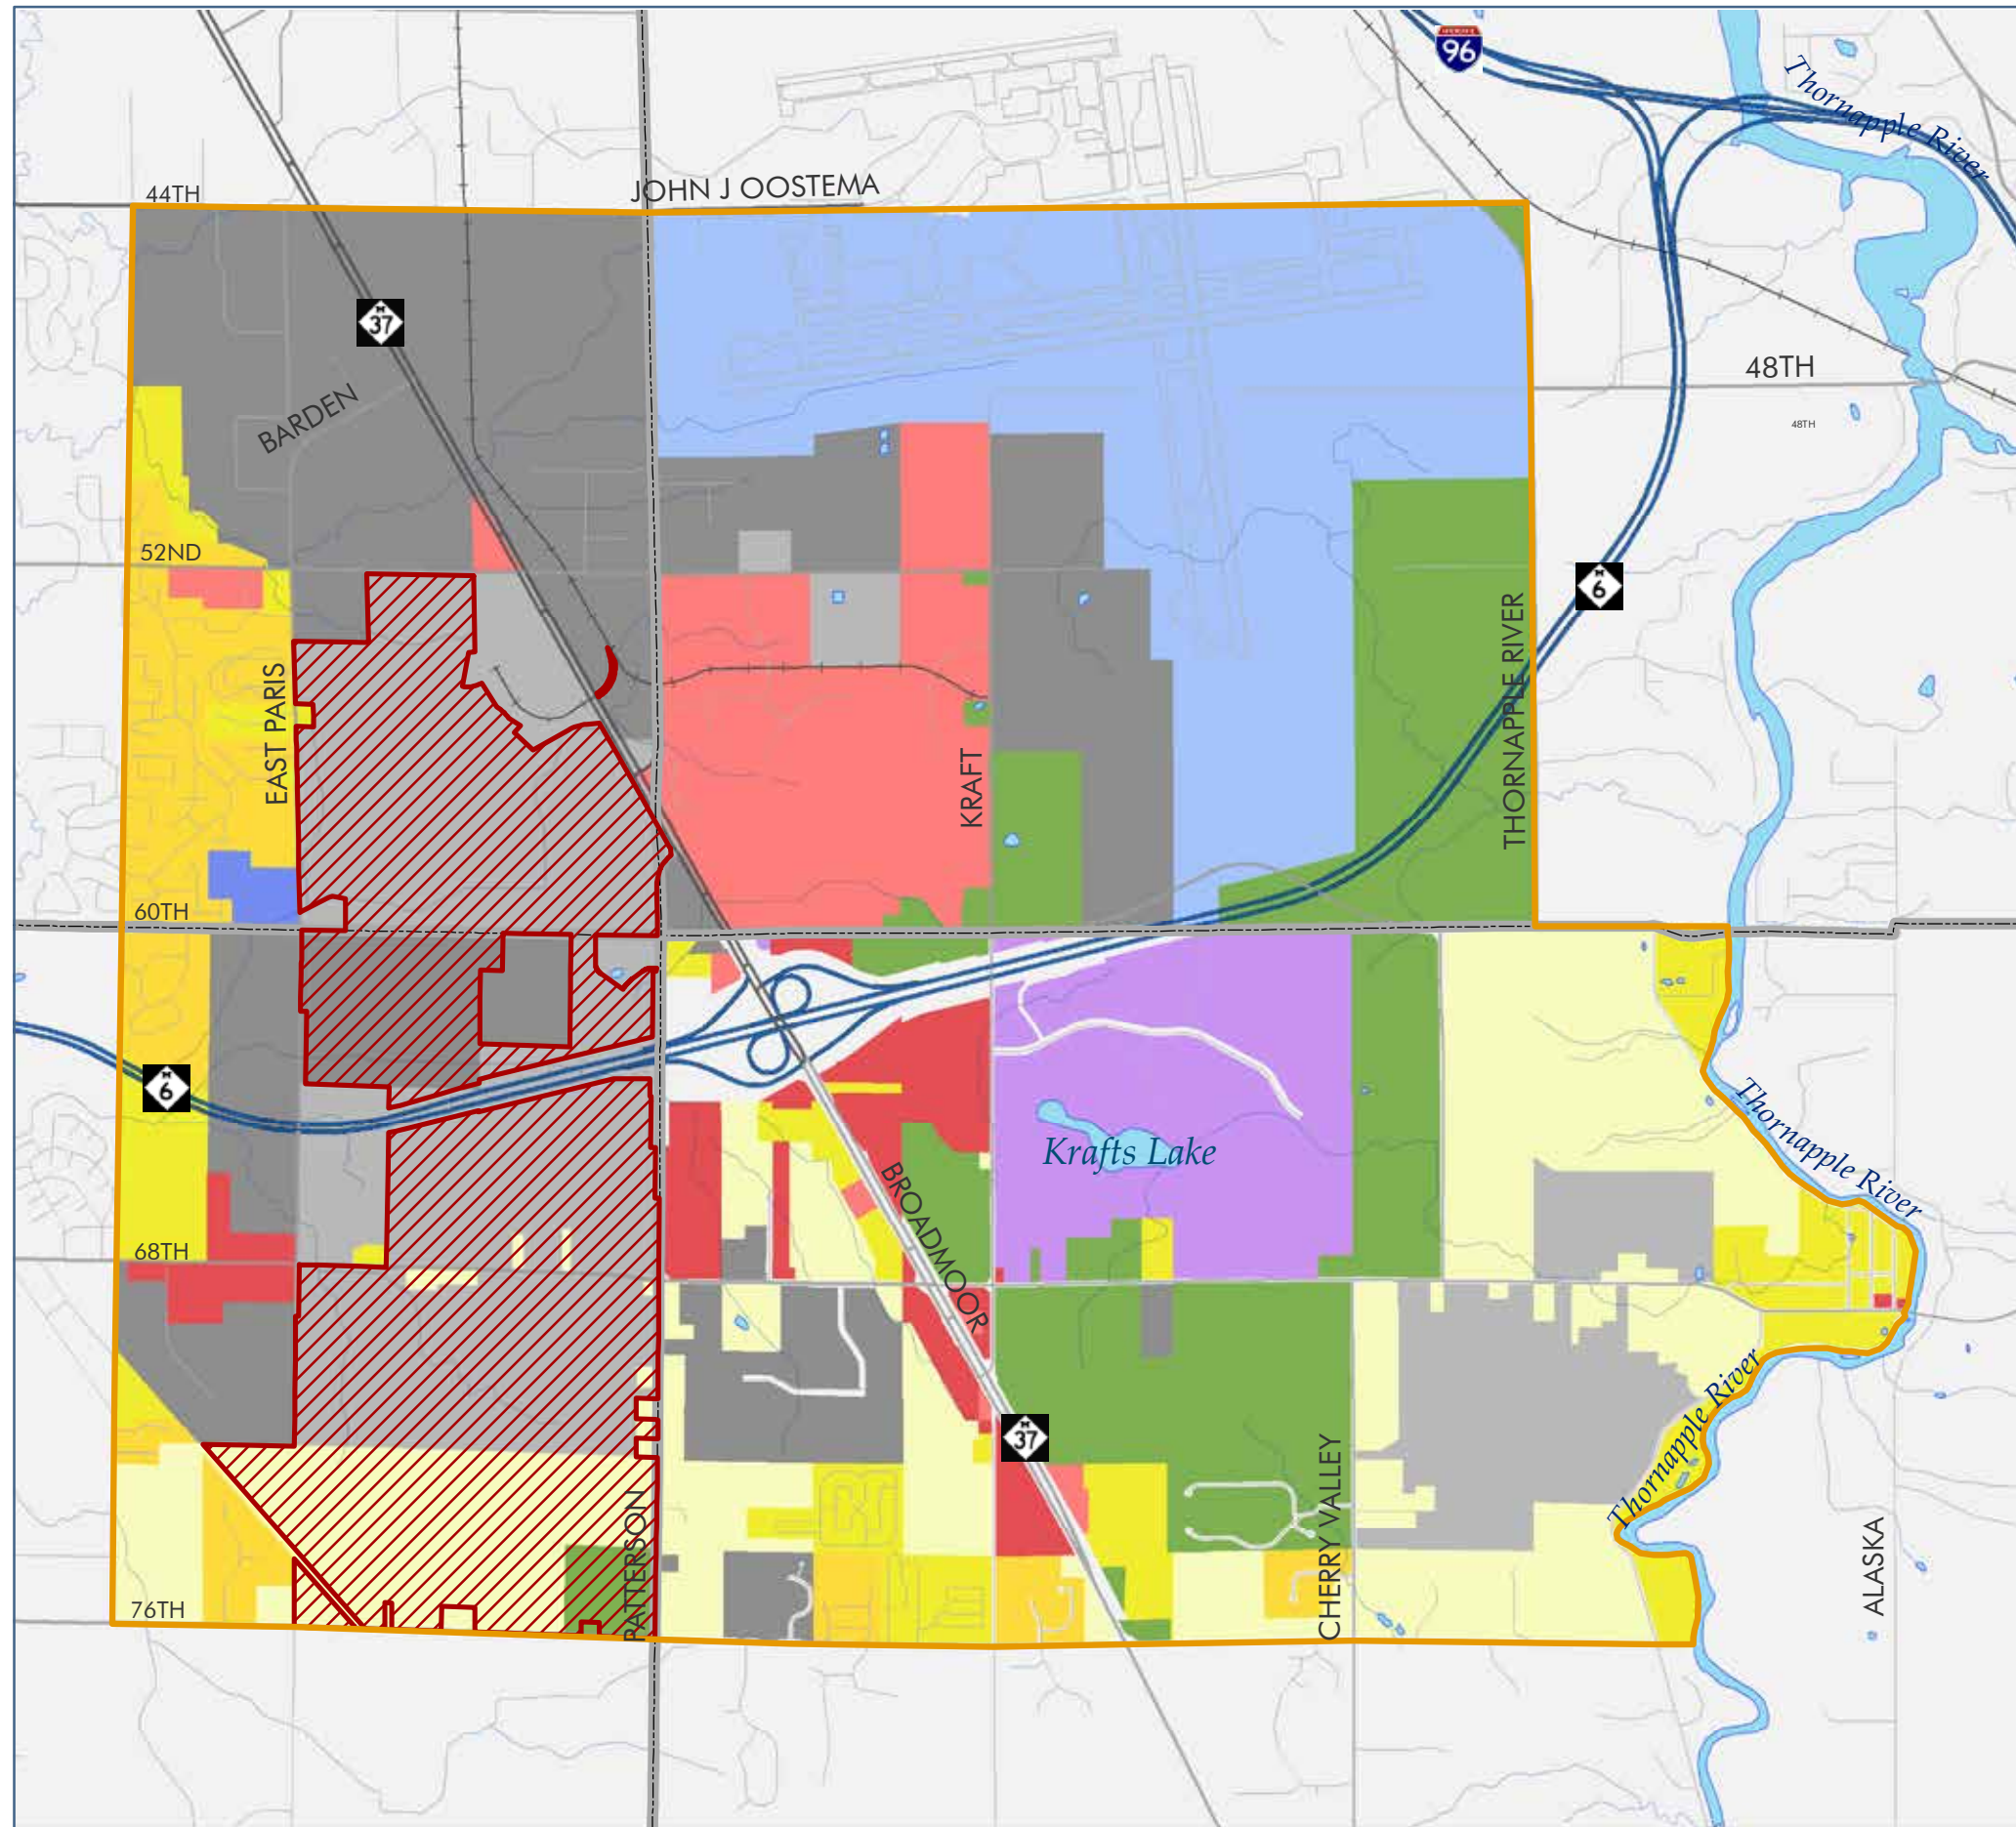 INTERSTATE
96
Thornapple River
44TH
JOHN J OOSTEMA
M
37
48TH
BARDEN
48TH
52ND
M
6
THORNAPPLE RIVER
EAST PARIS
KRAFT
60TH
M
6
Thornapple River
Krafts Lake
BROADMOOR
68TH
Thornapple River
M
37
CHERRY VALLEY
PATTERSON
ALASKA
76TH